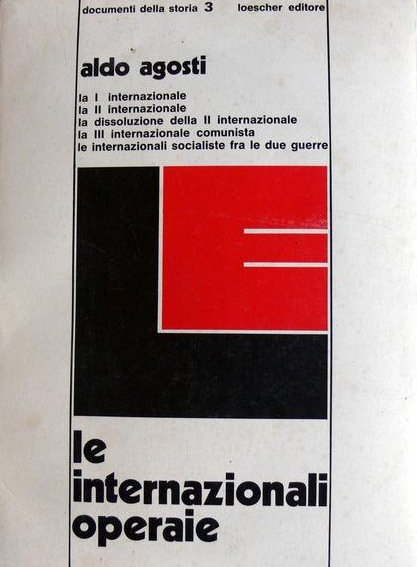 documenti della storia 3 loescher editore
aldo agosti
la I internazionale
la II internazionale
la dissoluzione della II internazionale
la III internazionale comunista
le internazionali socialiste fra le due guerre
le
internazionali
operaie